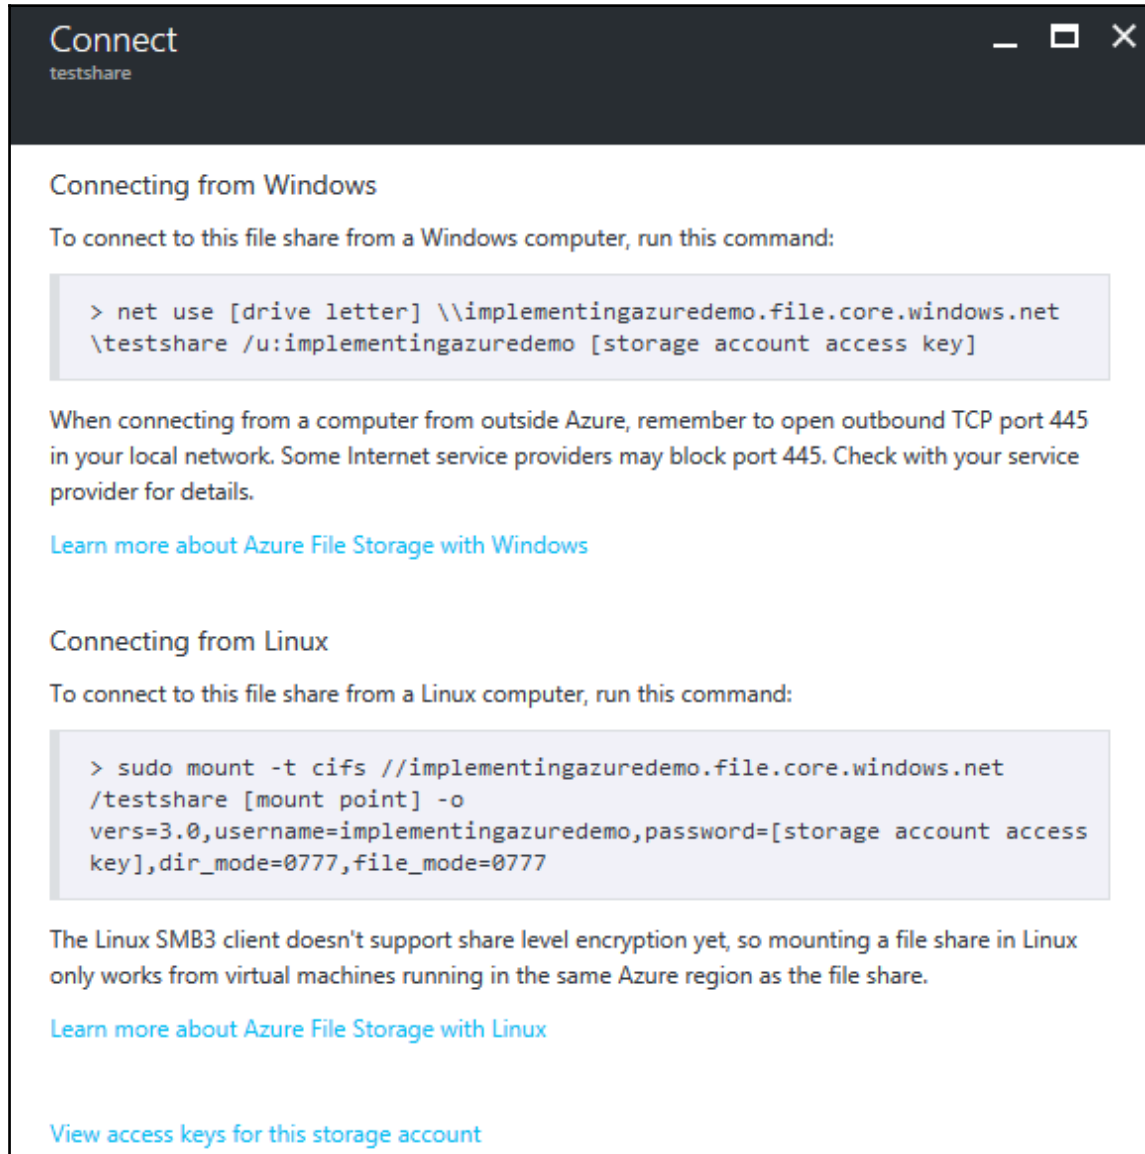 Connect
testshare
Connecting from Windows
To connect to this file share from a Windows computer, run this command:
> net use [drive letter] \\implementingazuredemo.file.core.windows.net
\testshare /u:implementingazuredemo [storage account access key]
When connecting from a computer from outside Azure, remember to open outbound TCP port 445
in your local network. Some Internet service providers may block port 445. Check with your service
provider for details.
Learn more about Azure File Storage with Windows
Connecting from Linux
To connect to this file share from a Linux computer, run this command:
> sudo mount -t cifs //implementingazuredemo.file.core.windows.net
/testshare [mount point] -o
vers=3.0,username=implementingazuredemo,password=[storage account access
key],dir_mode=0777,file_mode=0777
The Linux SMB3 client doesn't support share level encryption yet, so mounting a file share in Linux
only works from virtual machines running in the same Azure region as the file share.
Learn more about Azure File Storage with Linux
View access keys for this storage account